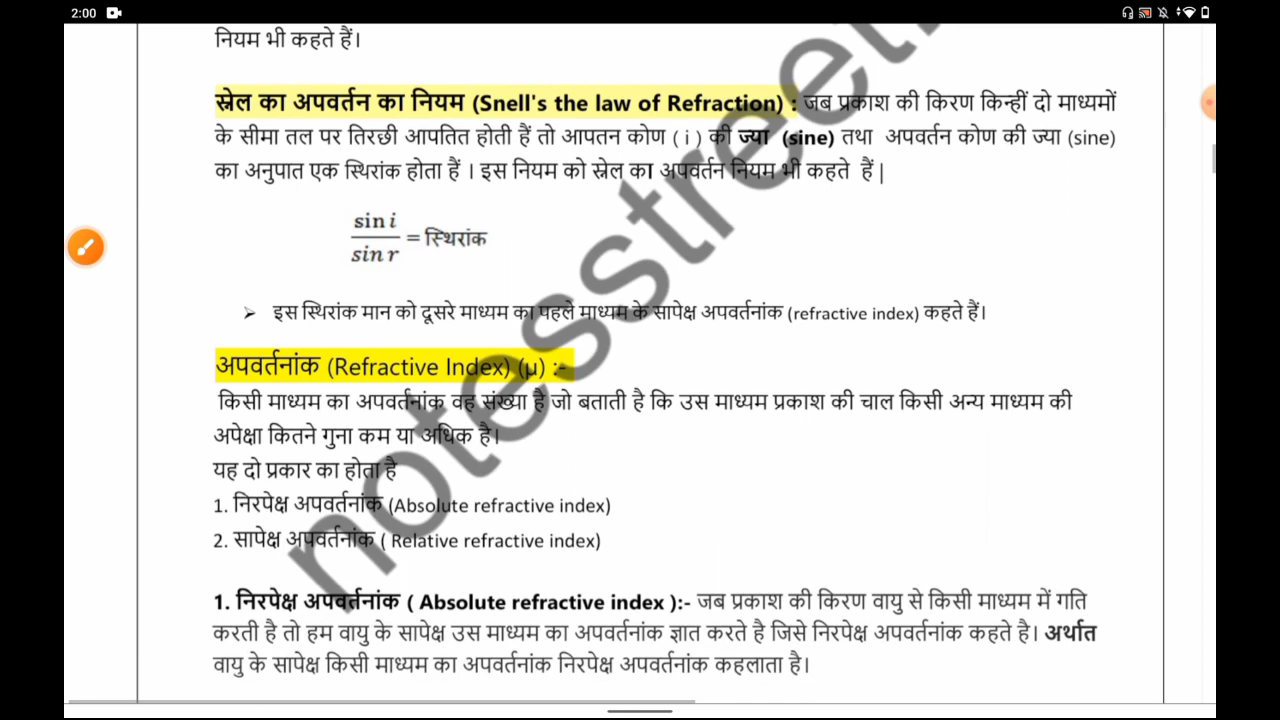 2:00
नियम भी कहते हैं।
स्नेल का अपवर्तन का नियम (Snell's the law of Refraction) : जब प्रकाश की किरण किन्हीं दो माध्यमों
के सीमा तल पर तिरछी आपतित होती हैं तो आपतन कोण ( i ) की ज्या (sine) तथा अपवर्तन कोण की ज्या (sine)
का अनुपात एक स्थिरांक होता हैं । इस नियम को स्नेल का अपवर्तन नियम भी कहते हैं |
sin i
sin r
= स्थिरांक
➢ इस स्थिरांक मान को दूसरे माध्यम का पहले माध्यम के सापेक्ष अपवर्तनांक (refractive index) कहते हैं।
अपवर्तनांक (Refractive Index) (μ) :-
किसी माध्यम का अपवर्तनांक वह संख्या है जो बताती है कि उस माध्यम प्रकाश की चाल किसी अन्य माध्यम की
अपेक्षा कितने गुना कम या अधिक है।
यह दो प्रकार का होता है
1. निरपेक्ष अपवर्तनांक (Absolute refractive index)
2. सापेक्ष अपवर्तनांक ( Relative refractive index)
1. निरपेक्ष अपवर्तनांक ( Absolute refractive index ):- जब प्रकाश की किरण वायु से किसी माध्यम में गति
करती है तो हम वायु के सापेक्ष उस माध्यम का अपवर्तनांक ज्ञात करते है जिसे निरपेक्ष अपवर्तनांक कहते है। अर्थात
वायु के सापेक्ष किसी माध्यम का अपवर्तनांक निरपेक्ष अपवर्तनांक कहलाता है।